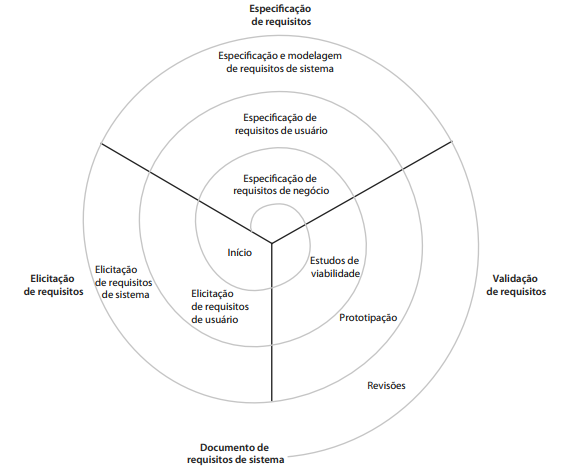 Especificação
de requisitos
Especificação e modelagem
de requisitos de sistema
Especificação de
requisitos de usuário
Especificação de
requisitos de negócio
Início
Estudos de
viabilidade
Elicitação
de requisitos
Elicitação
de requisitos
de sistema
Elicitação
de requisitos
de usuário
Validação
de requisitos
Prototipação
Revisões
Documento de
requisitos de sistema